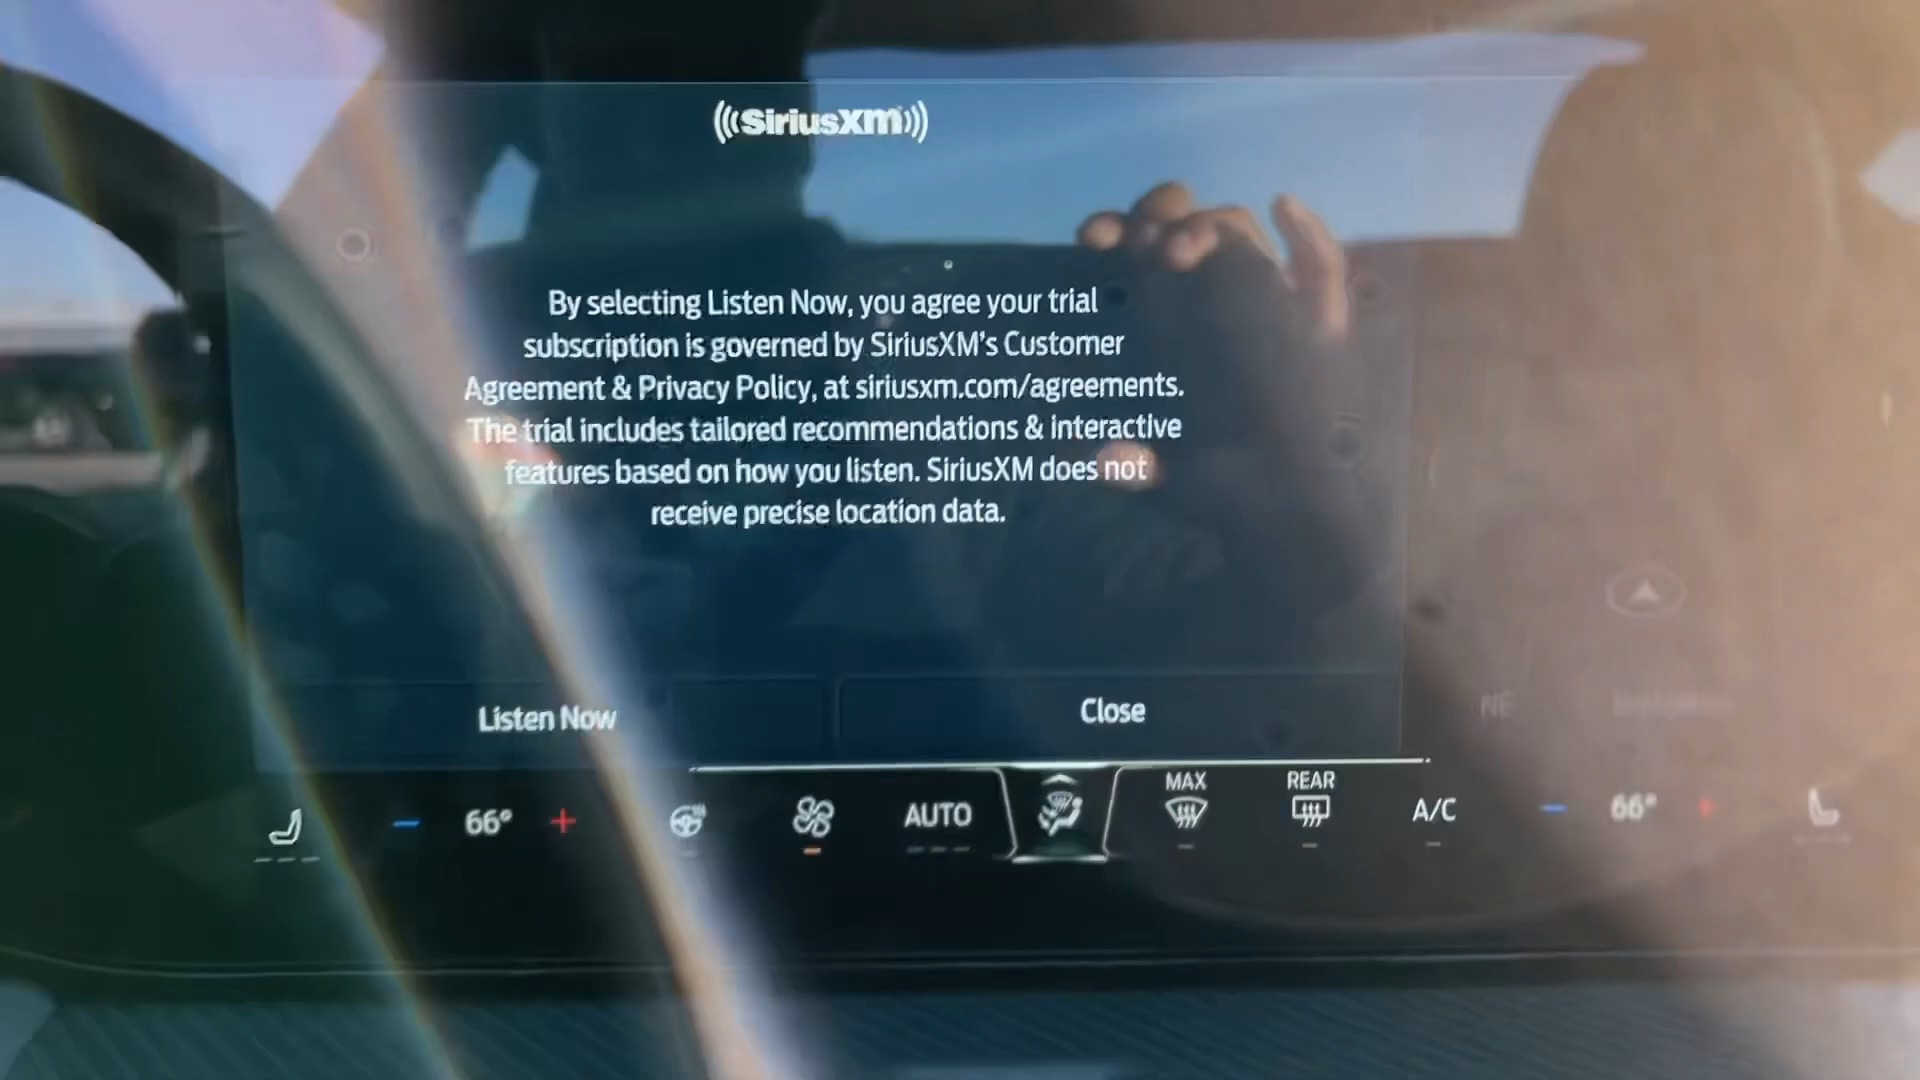 SiriusXM
By selecting Listen Now, you agree your trial
subscription is governed by SiriusXM's Customer
Agreement & Privacy Policy, at siriusxm.com/agreements.
The trial includes tailored recommendations & interactive
features based on how you listen. SiriusXM does not
receive precise location data.
NE
Listen Now
Close
MAX
REAR
66°
AUTO
A/C
66°